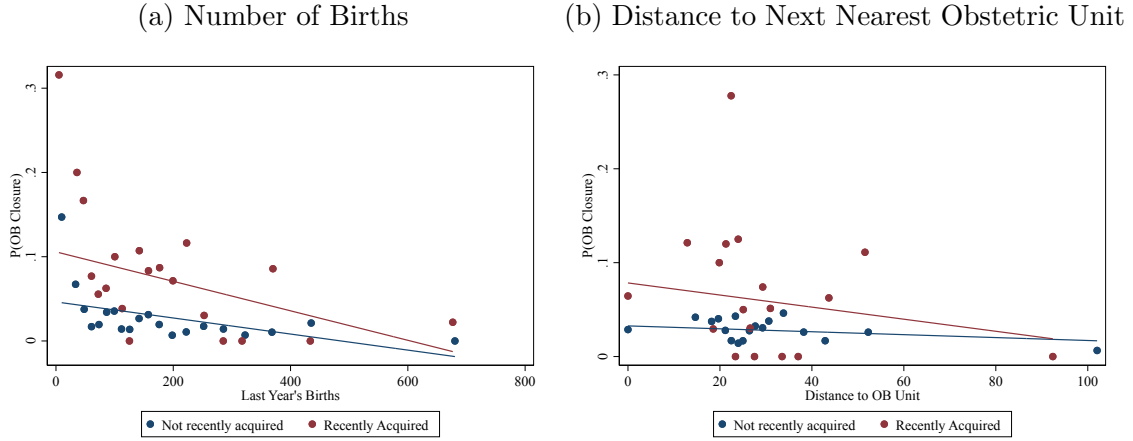 (a) Number of Births
(b) Distance to Next Nearest Obstetric Unit
P(OB Closure)
.3
.2
.1
0
0
200
400
600
800
Last Year's Births
Not recently acquired
Recently Acquired
P(OB Closure)
.3
.2
.1
0
0
20
40
60
80
100
Distance to OB Unit
Not recently acquired
Recently Acquired